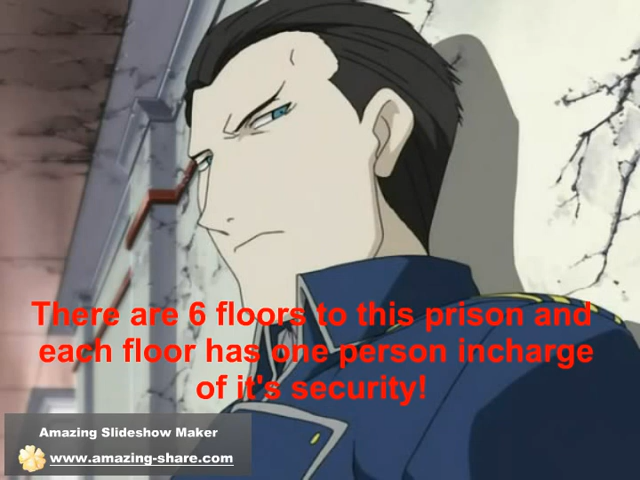 There are 6 floors to this prison and
each floor has one person incharge
of it's security!
Amazing Slideshow Maker
www.amazing-share.com